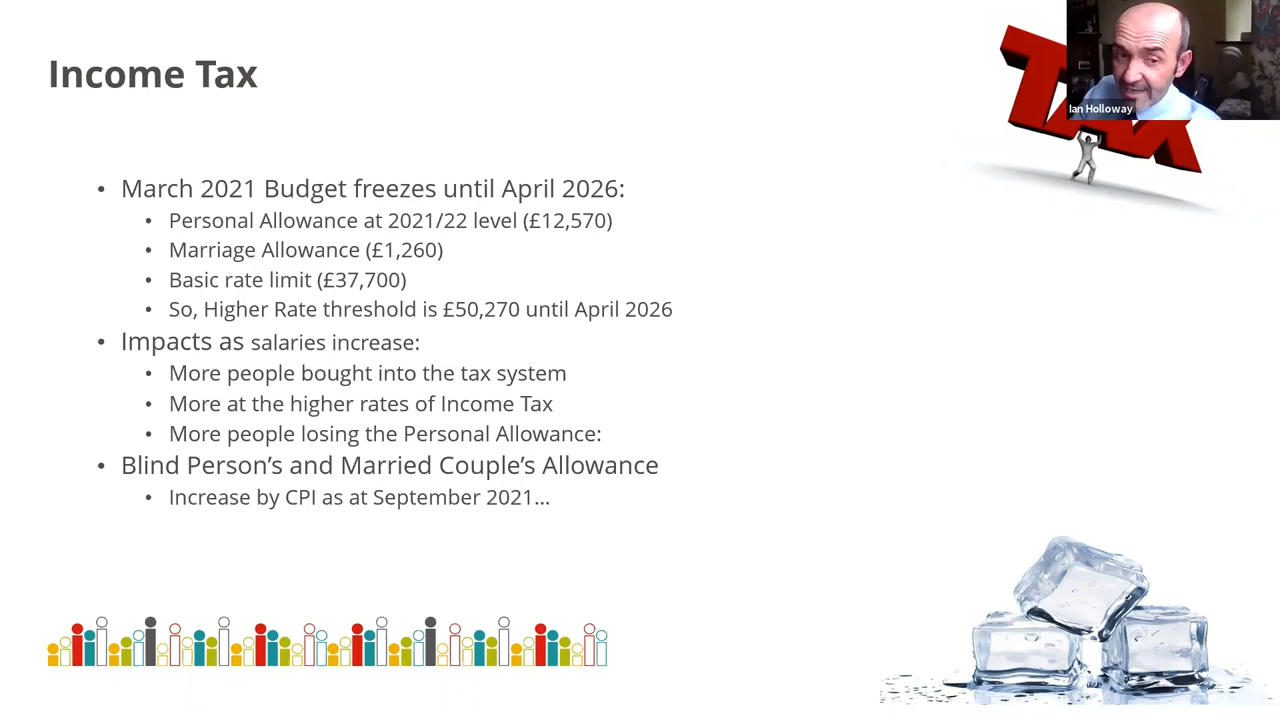 Income Tax
TAX
Ian Holloway
• March 2021 Budget freezes until April 2026:
• Personal Allowance at 2021/22 level (£12,570)
• Marriage Allowance (£1,260)
• Basic rate limit (£37,700)
• So, Higher Rate threshold is £50,270 until April 2026
• Impacts as salaries increase:
• More people bought into the tax system
• More at the higher rates of Income Tax
• More people losing the Personal Allowance:
• Blind Person’s and Married Couple’s Allowance
• Increase by CPI as at September 2021…